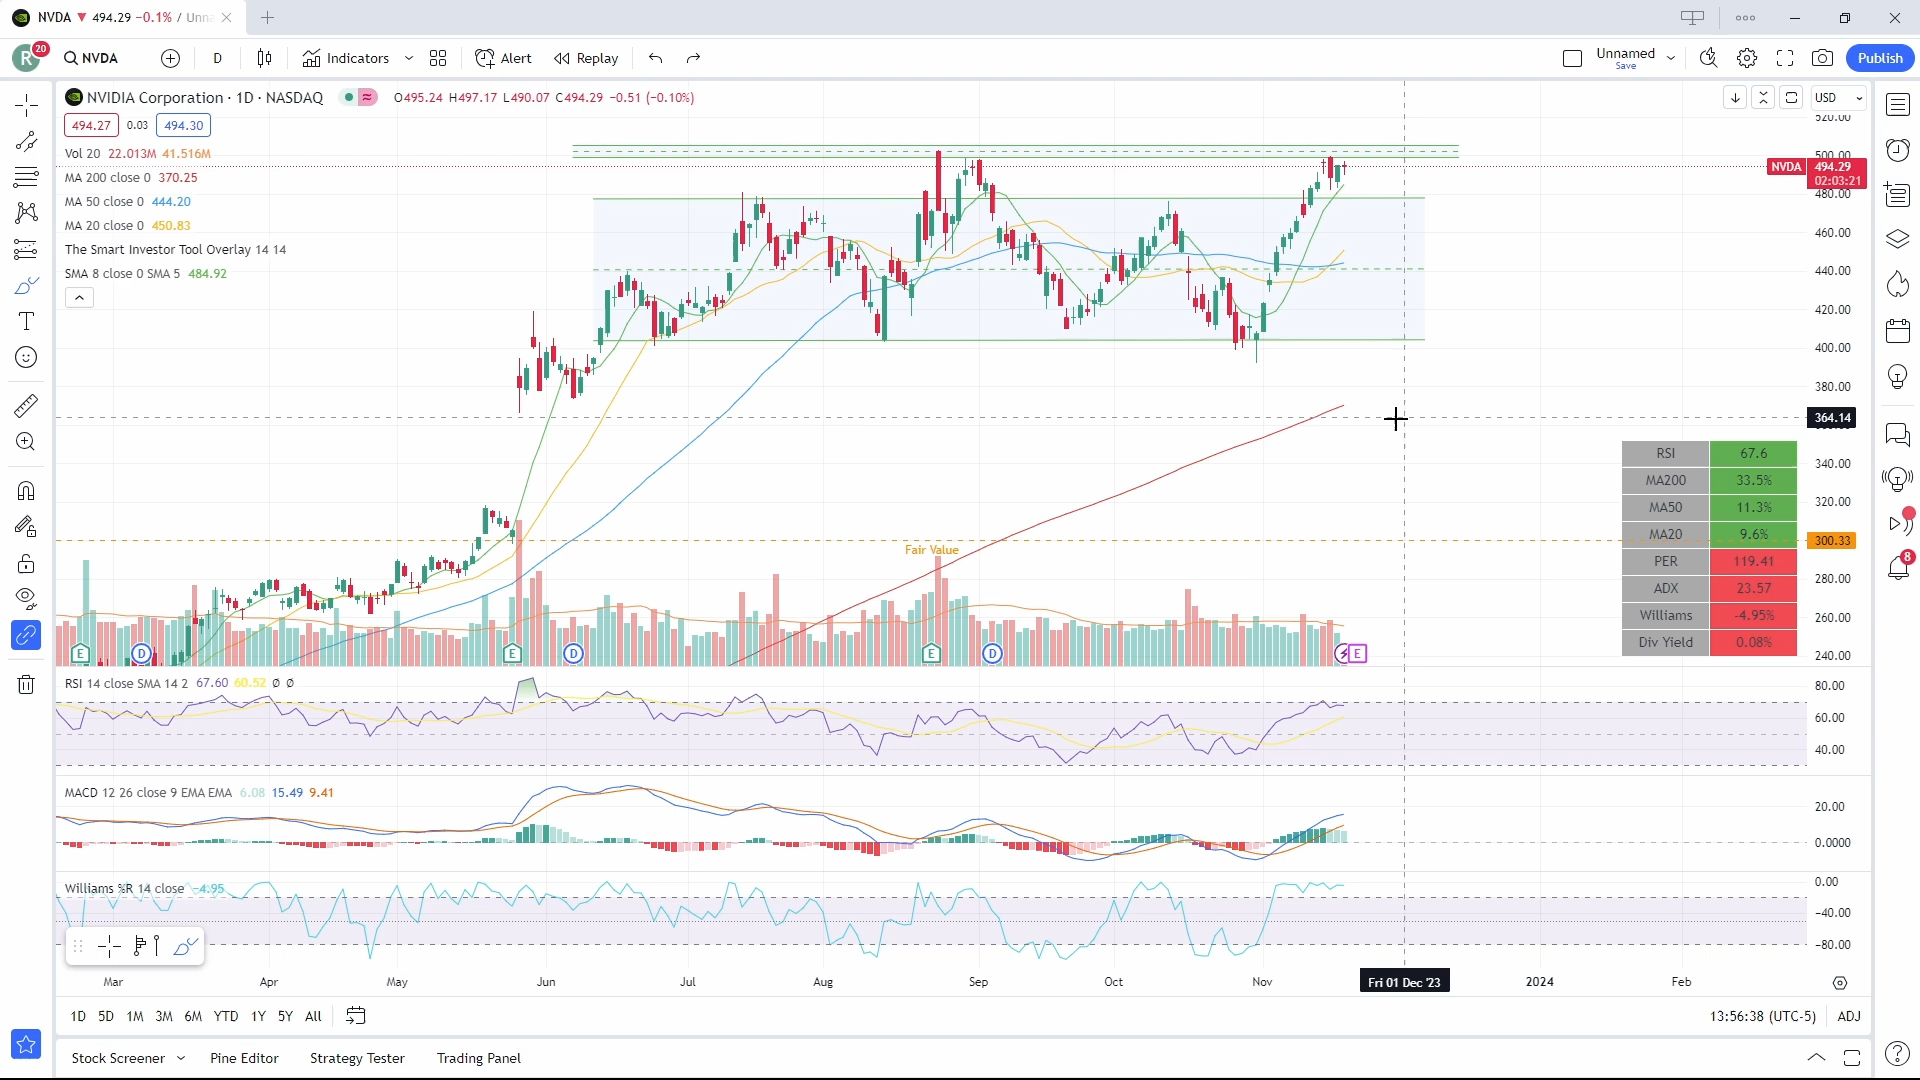 NVDA ▼ 494.29 −0.1% / Unna
R 20 NVDA D Indicators Alert Replay Unnamed Save Publish
NVIDIA Corporation · 1D · NASDAQ O495.24 H497.17 L490.07 C494.29 −0.51 (−0.10%) USD
494.27 0.03 494.30
Vol 20 22.013M 41.516M
MA 200 close 0 370.25
MA 50 close 0 444.20
MA 20 close 0 450.83
The Smart Investor Tool Overlay 14 14
SMA 8 close 0 SMA 5 484.92
520.00
500.00
NVDA 494.29
02:03:21
480.00
460.00
440.00
420.00
400.00
380.00
364.14
340.00
320.00
300.33
280.00
260.00
240.00
Fair Value
RSI 67.6
MA200 33.5%
MA50 11.3%
MA20 9.6%
PER 119.41
ADX 23.57
Williams -4.95%
Div Yield 0.08%
E D E D E D E
8
RSI 14 close SMA 14 2 67.60 60.52 Ø Ø
80.00
60.00
40.00
MACD 12 26 close 9 EMA EMA 6.08 15.49 9.41
20.00
0.0000
Williams %R 14 close −4.95
0.00
−40.00
−80.00
Mar Apr May Jun Jul Aug Sep Oct Nov Fri 01 Dec '23 2024 Feb
1D 5D 1M 3M 6M YTD 1Y 5Y All 13:56:38 (UTC-5) ADJ
Stock Screener Pine Editor Strategy Tester Trading Panel